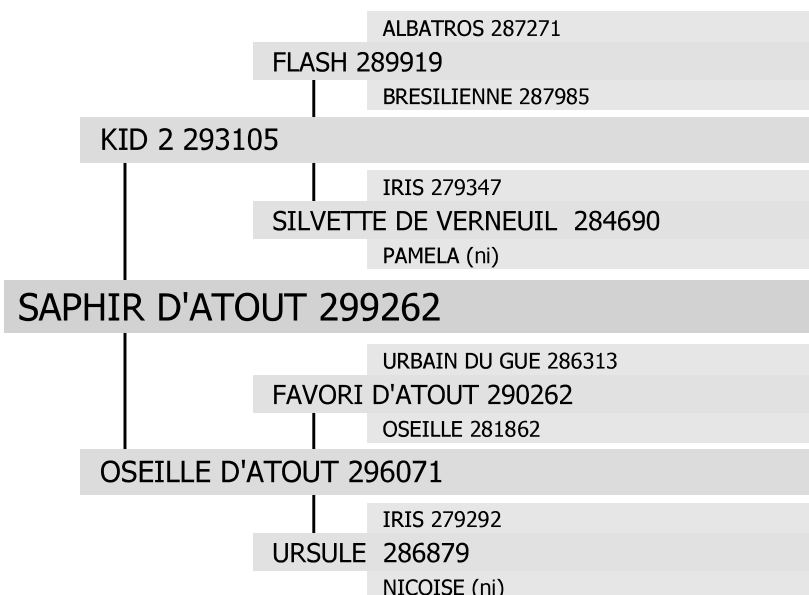 ALBATROS 287271
FLASH 289919
BRESILIENNE 287985
KID 2 293105
IRIS 279347
SILVETTE DE VERNEUIL 284690
PAMELA (ni)
SAPHIR D'ATOUT 299262
URBAIN DU GUE 286313
FAVORI D'ATOUT 290262
OSEILLE 281862
OSEILLE D'ATOUT 296071
IRIS 279292
URSULE 286879
NICOISE (ni)